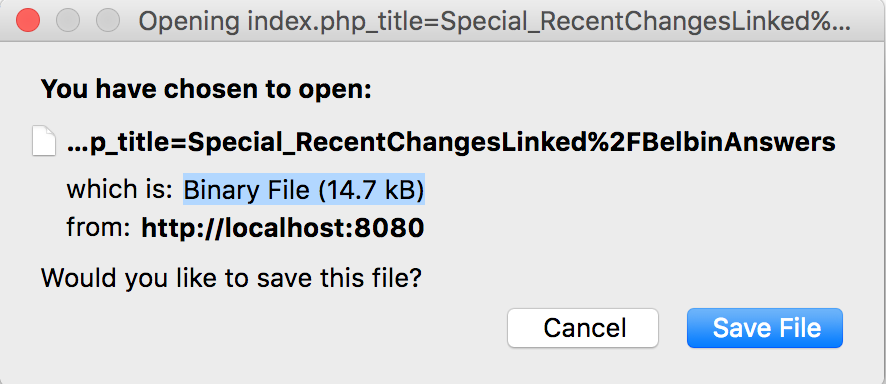 Opening index.php_title=Special_RecentChangesLinked%...
You have chosen to open:
...p_title=Special_RecentChangesLinked%2FBelbinAnswers
which is: Binary File (14.7 kB)
from: http://localhost:8080
Would you like to save this file?
Cancel Save File